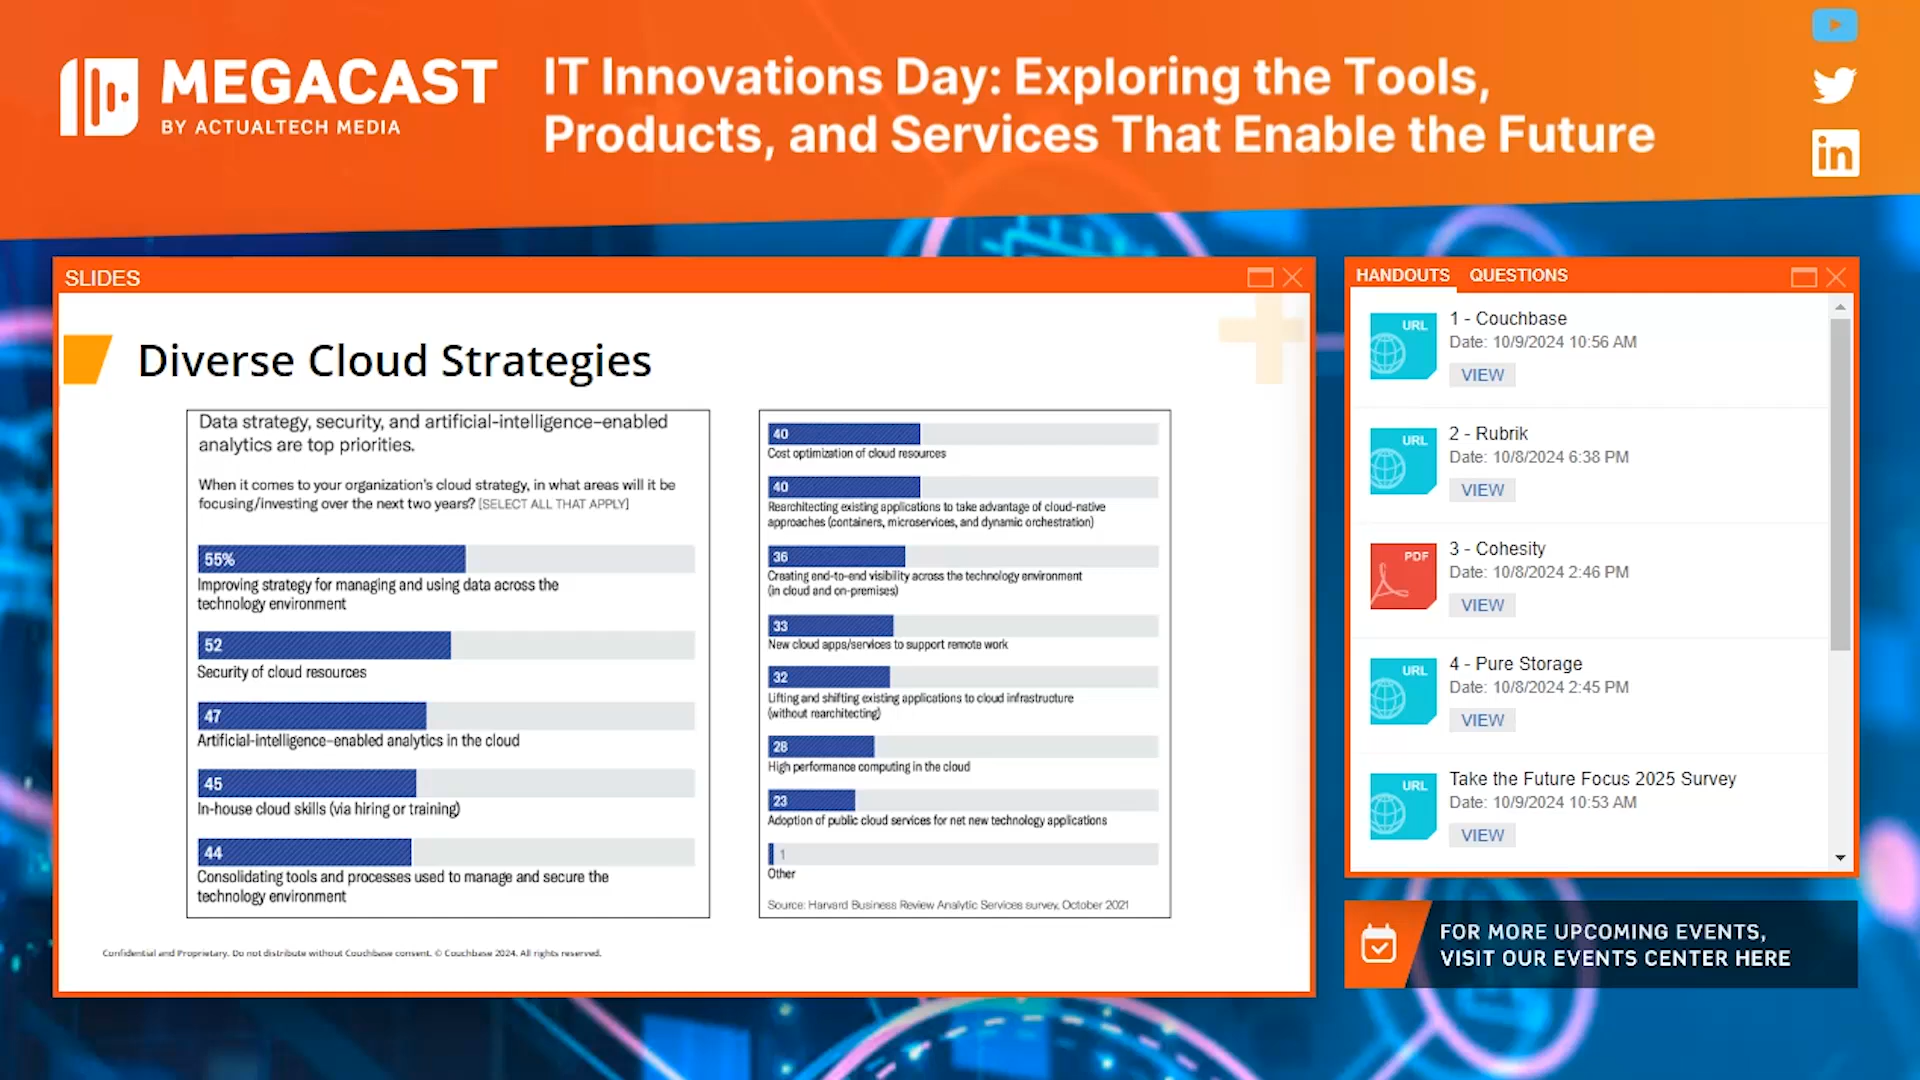 MEGACAST
BY ACTUALTECH MEDIA
IT Innovations Day: Exploring the Tools,
Products, and Services That Enable the Future
in
SLIDES
Diverse Cloud Strategies
Data strategy, security, and artificial-intelligence–enabled
analytics are top priorities.
When it comes to your organization's cloud strategy, in what areas will it be
focusing/investing over the next two years? [SELECT ALL THAT APPLY]
55%
Improving strategy for managing and using data across the
technology environment
52
Security of cloud resources
47
Artificial-intelligence–enabled analytics in the cloud
45
In-house cloud skills (via hiring or training)
44
Consolidating tools and processes used to manage and secure the
technology environment
40
Cost optimization of cloud resources
40
Rearchitecting existing applications to take advantage of cloud-native
approaches (containers, microservices, and dynamic orchestration)
36
Creating end-to-end visibility across the technology environment
(in cloud and on-premises)
33
New cloud apps/services to support remote work
32
Lifting and shifting existing applications to cloud infrastructure
(without rearchitecting)
28
High performance computing in the cloud
23
Adoption of public cloud services for net new technology applications
1
Other
Source: Harvard Business Review Analytic Services survey, October 2021
Confidential and Proprietary. Do not distribute without Couchbase consent. © Couchbase 2024. All rights reserved.
HANDOUTS QUESTIONS
URL
1 - Couchbase
Date: 10/9/2024 10:56 AM
VIEW
URL
2 - Rubrik
Date: 10/8/2024 6:38 PM
VIEW
PDF
3 - Cohesity
Date: 10/8/2024 2:46 PM
VIEW
URL
4 - Pure Storage
Date: 10/8/2024 2:45 PM
VIEW
URL
Take the Future Focus 2025 Survey
Date: 10/9/2024 10:53 AM
VIEW
FOR MORE UPCOMING EVENTS,
VISIT OUR EVENTS CENTER HERE